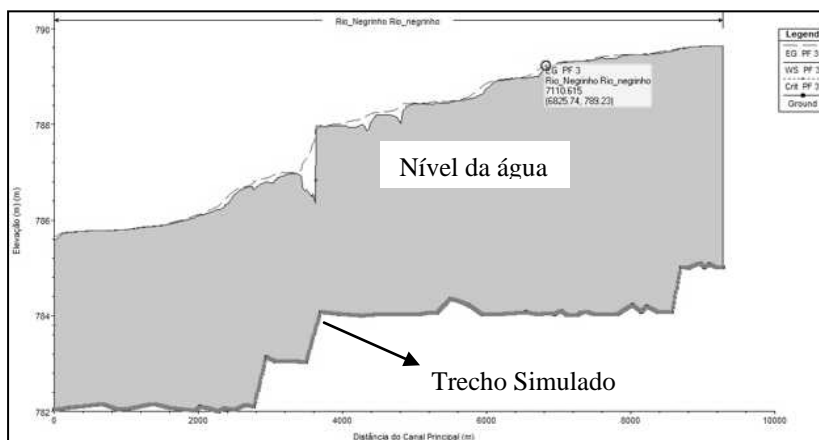 Rio_Negrinho Rio_negrinho
790
788
786
784
782
Elevação (m) (m)
Legend
EG PF 3
WS PF 3
Crit PF 3
Ground
EG PF 3
Rio_Negrinho Rio_negrinho
7110.615
(6825.74, 789.23)
Nível da água
Trecho Simulado
0
2000
4000
6000
8000
10000
Distância do Canal Principal (m)